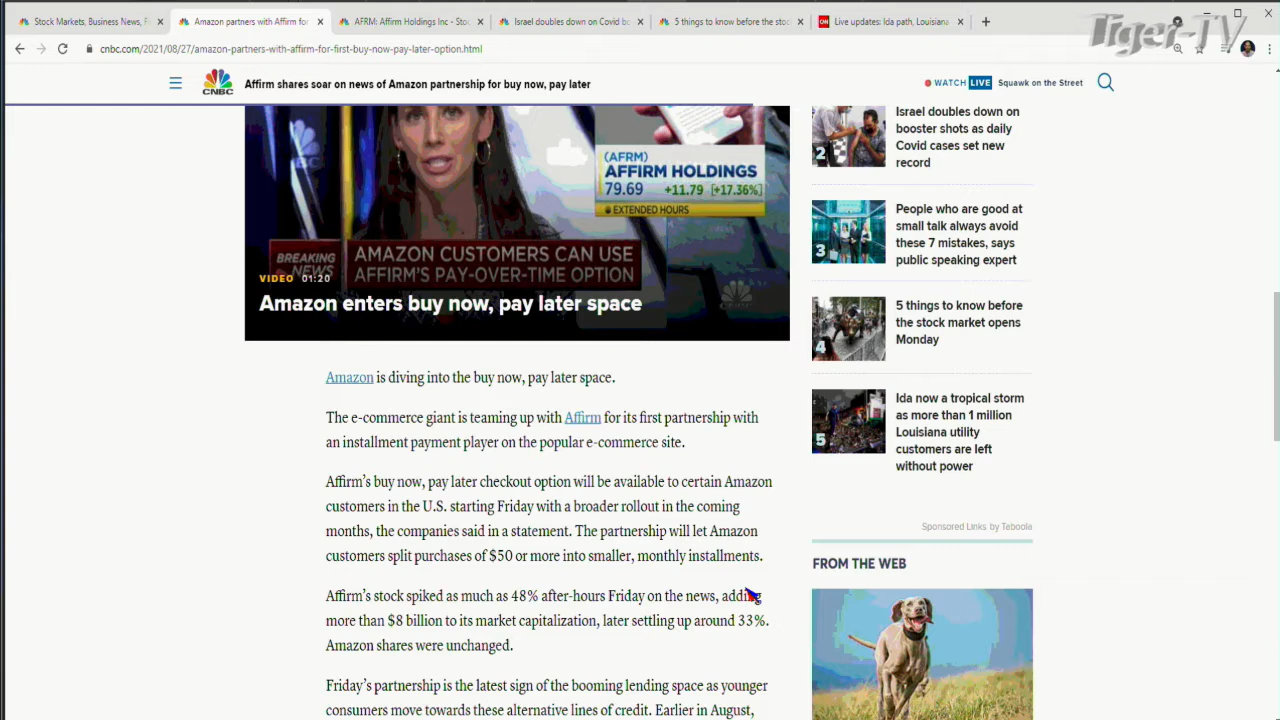 Stock Markets, Business News, F
Amazon partners with Affirm for
AFRM: Affirm Holdings Inc - Stoc
Israel doubles down on Covid bo
5 things to know before the stoc
Live updates: Ida path, Louisiana
Tiger-TV
cnbc.com/2021/08/27/amazon-partners-with-affirm-for-first-buy-now-pay-later-option.html
CNBC
Affirm shares soar on news of Amazon partnership for buy now, pay later
WATCH LIVE Squawk on the Street
(AFRM)
AFFIRM HOLDINGS
79.69 +11.79 [+17.36%]
EXTENDED HOURS
BREAKING
NEWS
AMAZON CUSTOMERS CAN USE
AFFIRM'S PAY-OVER-TIME OPTION
VIDEO 01:20
Amazon enters buy now, pay later space
Amazon is diving into the buy now, pay later space.
The e-commerce giant is teaming up with Affirm for its first partnership with
an installment payment player on the popular e-commerce site.
Affirm's buy now, pay later checkout option will be available to certain Amazon
customers in the U.S. starting Friday with a broader rollout in the coming
months, the companies said in a statement. The partnership will let Amazon
customers split purchases of $50 or more into smaller, monthly installments.
Affirm's stock spiked as much as 48% after-hours Friday on the news, adding
more than $8 billion to its market capitalization, later settling up around 33%.
Amazon shares were unchanged.
Friday's partnership is the latest sign of the booming lending space as younger
consumers move towards these alternative lines of credit. Earlier in August,
2
Israel doubles down on
booster shots as daily
Covid cases set new
record
3
People who are good at
small talk always avoid
these 7 mistakes, says
public speaking expert
4
5 things to know before
the stock market opens
Monday
5
Ida now a tropical storm
as more than 1 million
Louisiana utility
customers are left
without power
Sponsored Links by Taboola
FROM THE WEB